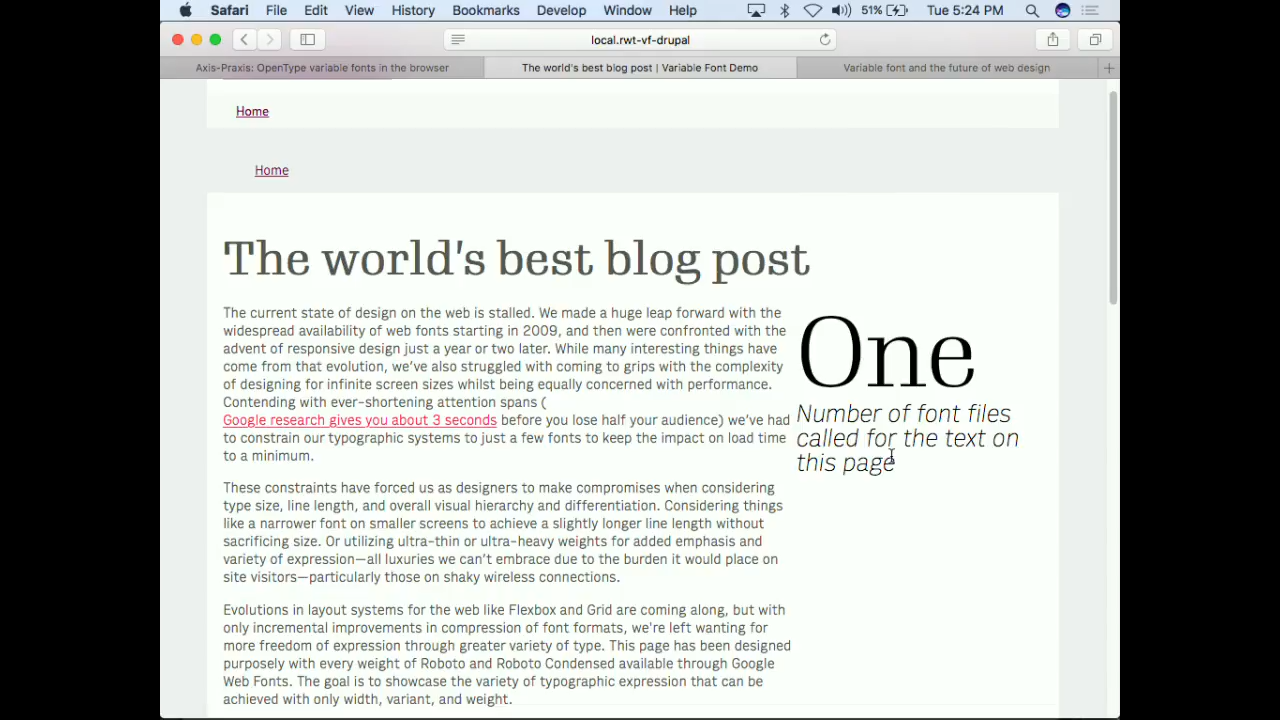 Safari File Edit View History Bookmarks Develop Window Help 51% Tue 5:24 PM
local.rwt-vf-drupal
Axis-Praxis: OpenType variable fonts in the browser
The world's best blog post | Variable Font Demo
Variable font and the future of web design
Home
Home
The world's best blog post
The current state of design on the web is stalled. We made a huge leap forward with the
widespread availability of web fonts starting in 2009, and then were confronted with the
advent of responsive design just a year or two later. While many interesting things have
come from that evolution, we've also struggled with coming to grips with the complexity
of designing for infinite screen sizes whilst being equally concerned with performance.
Contending with ever-shortening attention spans (
Google research gives you about 3 seconds before you lose half your audience) we've had
to constrain our typographic systems to just a few fonts to keep the impact on load time
to a minimum.
One
Number of font files
called for the text on
this page
These constraints have forced us as designers to make compromises when considering
type size, line length, and overall visual hierarchy and differentiation. Considering things
like a narrower font on smaller screens to achieve a slightly longer line length without
sacrificing size. Or utilizing ultra-thin or ultra-heavy weights for added emphasis and
variety of expression—all luxuries we can't embrace due to the burden it would place on
site visitors—particularly those on shaky wireless connections.
Evolutions in layout systems for the web like Flexbox and Grid are coming along, but with
only incremental improvements in compression of font formats, we're left wanting for
more freedom of expression through greater variety of type. This page has been designed
purposely with every weight of Roboto and Roboto Condensed available through Google
Web Fonts. The goal is to showcase the variety of typographic expression that can be
achieved with only width, variant, and weight.